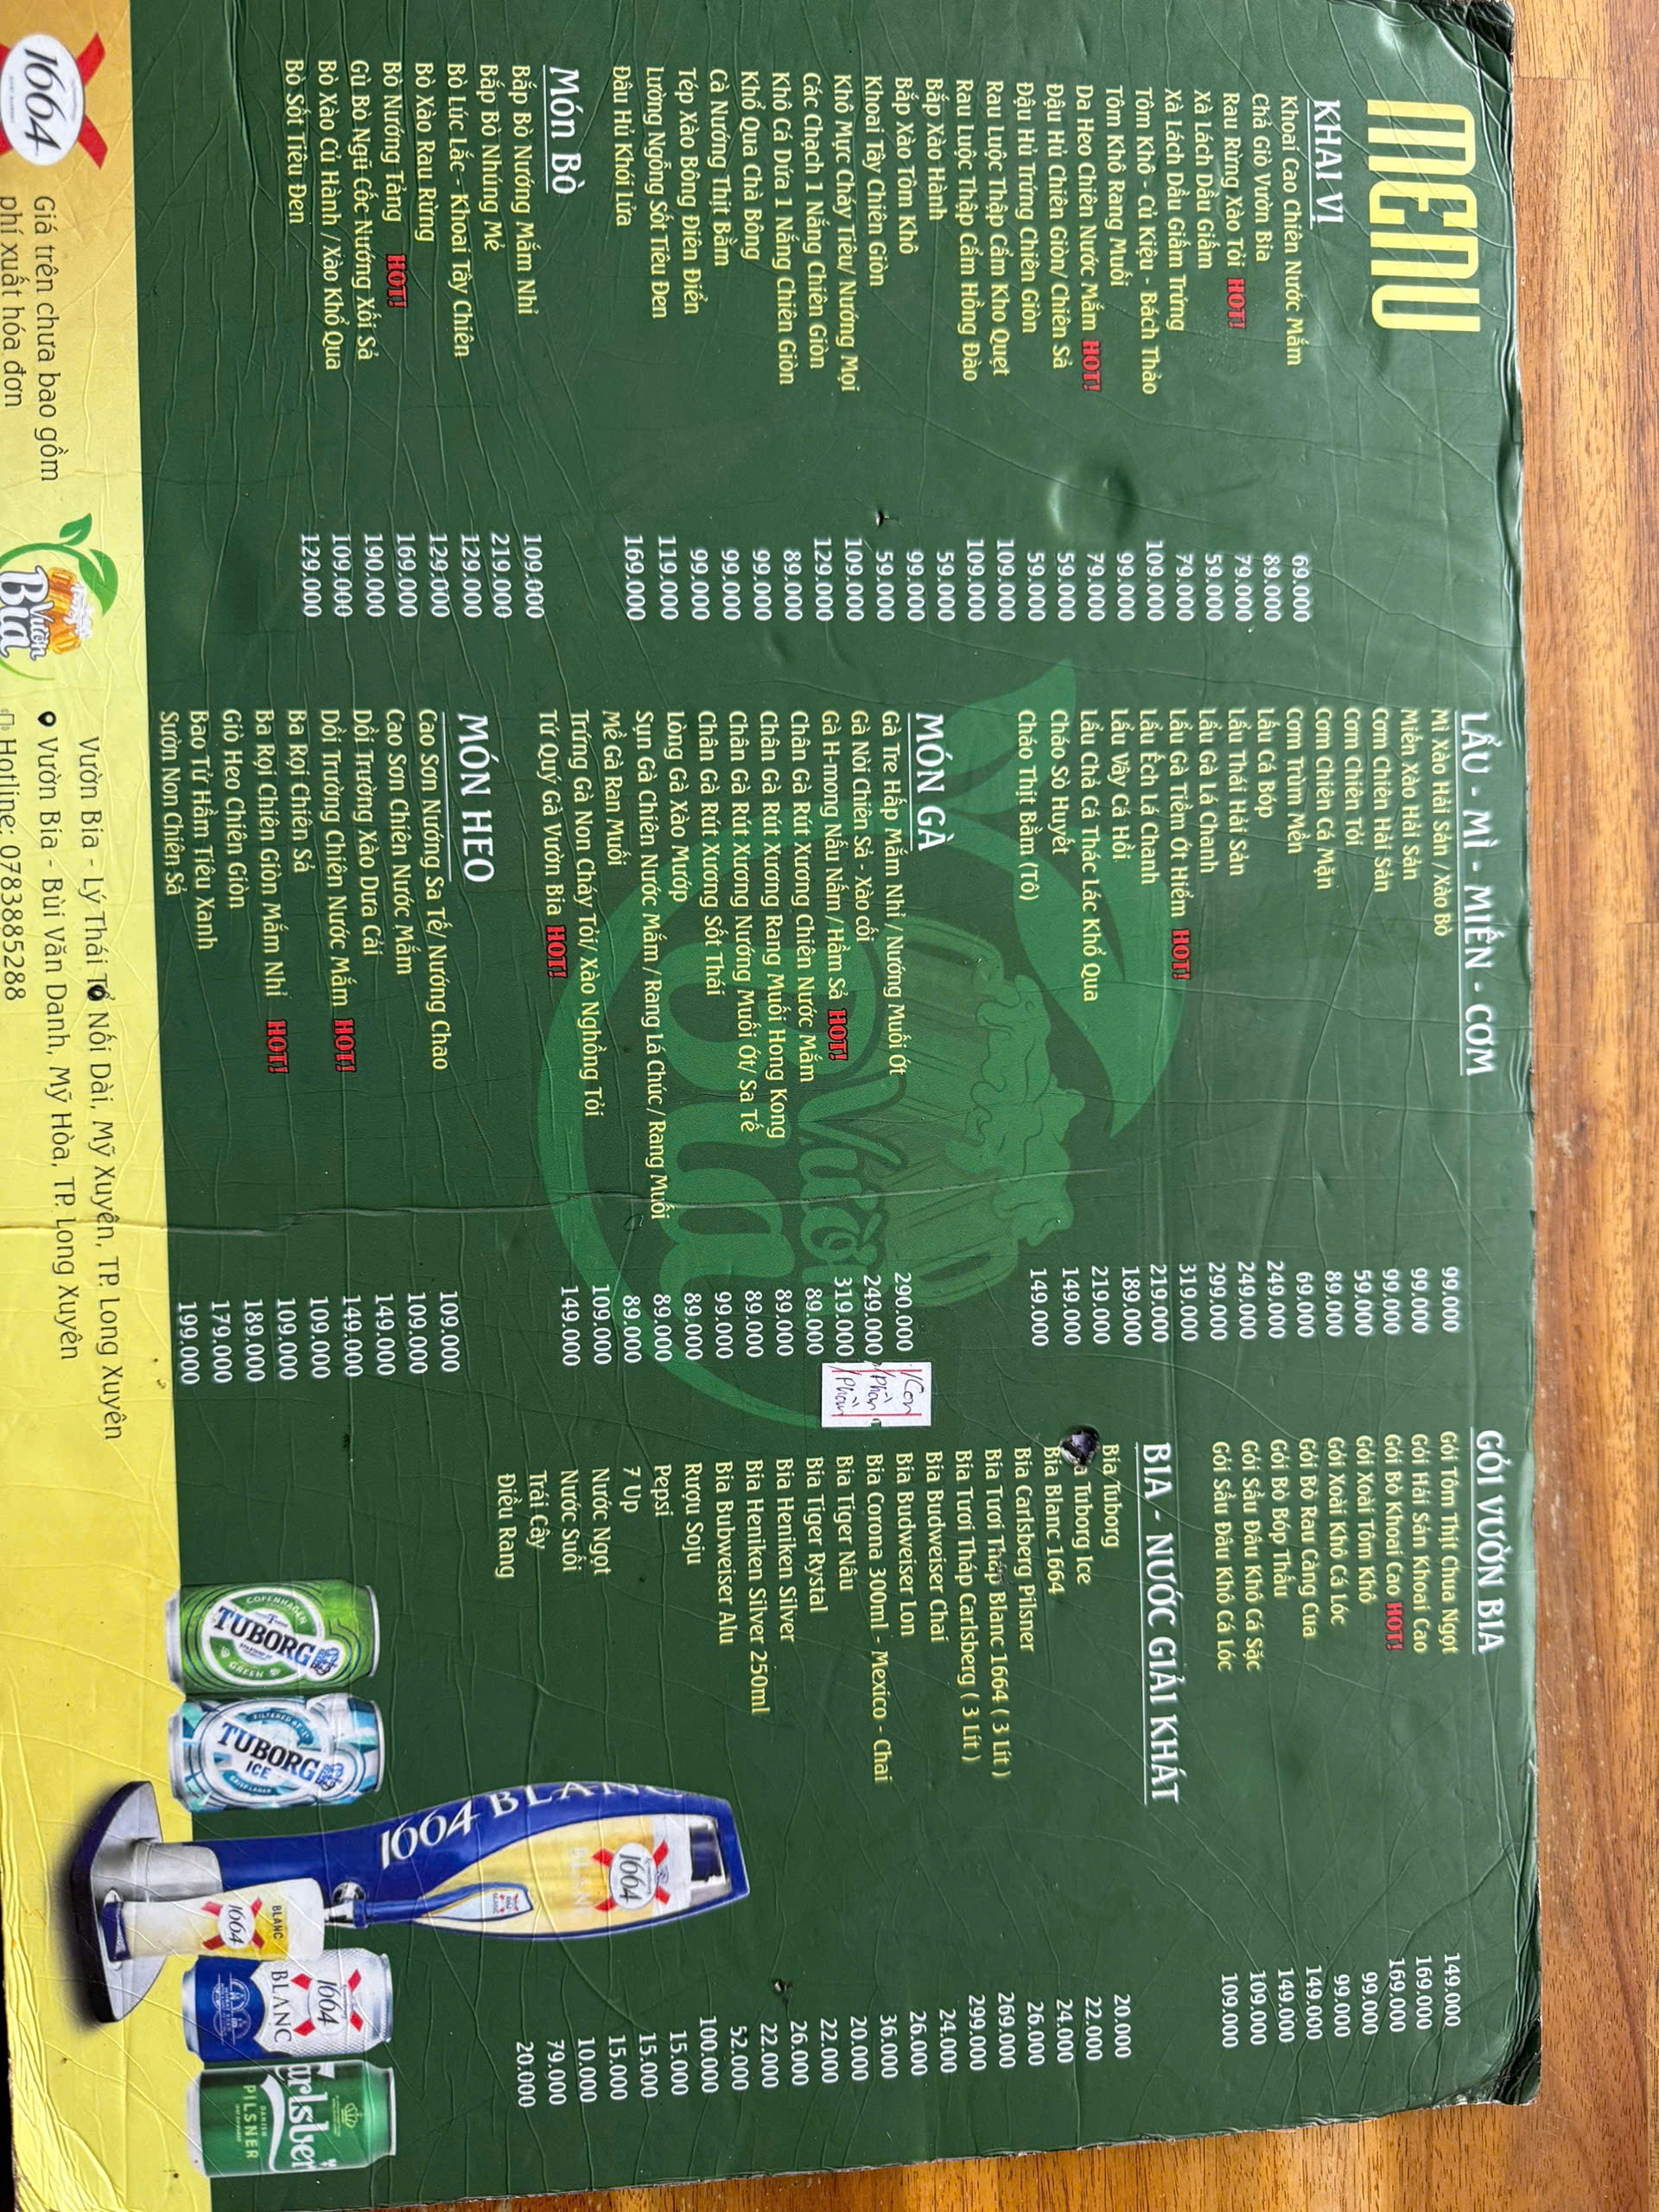 MENU
KHAI VỊ
Khoai Cao Chiên Nước Mắm 69.000
Chả Giò Vườn Bia 89.000
Rau Rừng Xào Tỏi HOT! 79.000
Xà Lách Dầu Giấm 59.000
Xà Lách Dầu Giấm Trứng 79.000
Tôm Khô - Củ Kiệu - Bách Thảo 109.000
Tôm Khô Rang Muối 99.000
Da Heo Chiên Nước Mắm HOT! 79.000
Đậu Hủ Chiên Giòn/ Chiên Sả 59.000
Đậu Hủ Trứng Chiên Giòn 59.000
Rau Luộc Thập Cẩm Kho Quẹt 109.000
Rau Luộc Thập Cẩm Hồng Đào 109.000
Bắp Xào Hành 59.000
Bắp Xào Tôm Khô 99.000
Khoai Tây Chiên Giòn 59.000
Khô Mực Cháy Tiêu/ Nướng Mọi 109.000
Các Chạch 1 Nắng Chiên Giòn 129.000
Khô Cá Dứa 1 Nắng Chiên Giòn 89.000
Khổ Qua Chà Bông 99.000
Cà Nướng Thịt Bằm 99.000
Tép Xào Bông Điên Điển 99.000
Lường Ngỗng Sốt Tiêu Đen 119.000
Đâu Hủ Khói Lửa 169.000
Món BÒ
Bắp Bò Nướng Mắm Nhỉ 109.000
Bắp Bò Nhúng Mẻ 219.000
Bò Lúc Lắc - Khoai Tây Chiên 129.000
Bò Xào Rau Rừng 129.000
Bò Nướng Tảng HOT! 169.000
Gù Bò Ngũ Cốc Nướng Xối Sả 190.000
Bò Xào Củ Hành / Xào Khổ Qua 109.000
Bò Sốt Tiêu Đen 129.000
LẨU - MÌ - MIẾN - CƠM
Mì Xào Hải Sản / Xào Bò 99.000
Miến Xào Hải Sản 99.000
Cơm Chiên Hải Sản 99.000
Cơm Chiên Tỏi 59.000
Cơm Chiên Cá Mặn 89.000
Cơm Trùm Mền 69.000
Lẩu Cá Bóp 249.000
Lẩu Thái Hải Sản 249.000
Lẩu Gà Lá Chanh 299.000
Lẩu Gà Tiềm Ớt Hiểm HOT! 319.000
Lẩu Ếch Lá Chanh 219.000
Lẩu Vây Cá Hồi 189.000
Lẩu Chả Cá Thác Lác Khổ Qua 219.000
Cháo Sò Huyết 149.000
Cháo Thịt Bằm (Tô) 149.000
MÓN GÀ
Gà Tre Hấp Mắm Nhỉ / Nướng Muối Ớt 290.000 /Con
Gà Nòi Chiên Sả - Xào cối 249.000 /Phần
Gà H-mong Nấu Nấm / Hầm Sả HOT! 319.000 /Phần
Chân Gà Rút Xương Chiên Nước Mắm 89.000
Chân Gà Rút Xương Rang Muối Hong Kong 89.000
Chân Gà Rút Xương Nướng Muối Ớt/ Sa Tế 89.000
Chân Gà Rút Xương Sốt Thái 99.000
Lòng Gà Xào Mướp 89.000
Sụn Gà Chiên Nước Mắm / Rang Lá Chúc / Rang Muối 89.000
Mề Gà Ran Muối 89.000
Trứng Gà Non Cháy Tỏi/ Xào Nghồng Tỏi 109.000
Tứ Quý Gà Vườn Bia HOT! 149.000
MÓN HEO
Cao Sơn Nướng Sa Tế/ Nướng Chao 109.000
Cao Sơn Chiên Nước Mắm 109.000
Dồi Trường Xào Dưa Cải 149.000
Dồi Trường Chiên Nước Mắm HOT! 149.000
Ba Rọi Chiên Sả 109.000
Ba Rọi Chiên Giòn Mắm Nhỉ HOT! 109.000
Giò Heo Chiên Giòn 189.000
Bao Tử Hầm Tiêu Xanh 179.000
Sườn Non Chiên Sả 199.000
GỎI VƯỜN BIA
Gỏi Tôm Thịt Chua Ngọt 149.000
Gỏi Hải Sản Khoai Cao 169.000
Gỏi Bò Khoai Cao HOT! 169.000
Gỏi Xoài Tôm Khô 99.000
Gỏi Xoài Khô Cá Lóc 99.000
Gỏi Bò Rau Càng Cua 149.000
Gỏi Bò Bóp Thấu 149.000
Gỏi Sầu Đâu Khô Cá Sặc 109.000
Gỏi Sầu Đâu Khô Cá Lóc 109.000
BIA - NƯỚC GIẢI KHÁT
Bia Tuborg 20.000
Tuborg Ice 22.000
Bia Blanc 1664 24.000
Bia Carlsberg Pilsner 26.000
Bia Tươi Tháp Blanc 1664 ( 3 Lít ) 269.000
Bia Tươi Tháp Carlsberg ( 3 Lít ) 299.000
Bia Budweiser Chai 24.000
Bia Budweiser Lon 26.000
Bia Corona 300ml - Mexico - Chai 36.000
Bia Tiger Nâu 20.000
Bia Tiger Rystal 22.000
Bia Heniken Silver 26.000
Bia Heniken Silver 250ml 22.000
Bia Bubweiser Alu 52.000
Rượu Soju 100.000
Pepsi 15.000
7 Up 15.000
Nước Ngọt 15.000
Nước Suối 10.000
Trái Cây 79.000
Điều Rang 20.000
Vườn Bia
COPENHAGEN
TUBORG
GREEN
TUBORG
ICE
1664 BLANC
1664
BLANC
1664
1664
BLANC
DANISH
PILSNER
1664
Giá trên chưa bao gồm
phí xuất hóa đơn
Vườn Bia
Vườn Bia - Lý Thái Tổ Nối Dài, Mỹ Xuyên, TP. Long Xuyên
Vườn Bia - Bùi Văn Danh, Mỹ Hòa, TP. Long Xuyên
Hotline: 0783885288